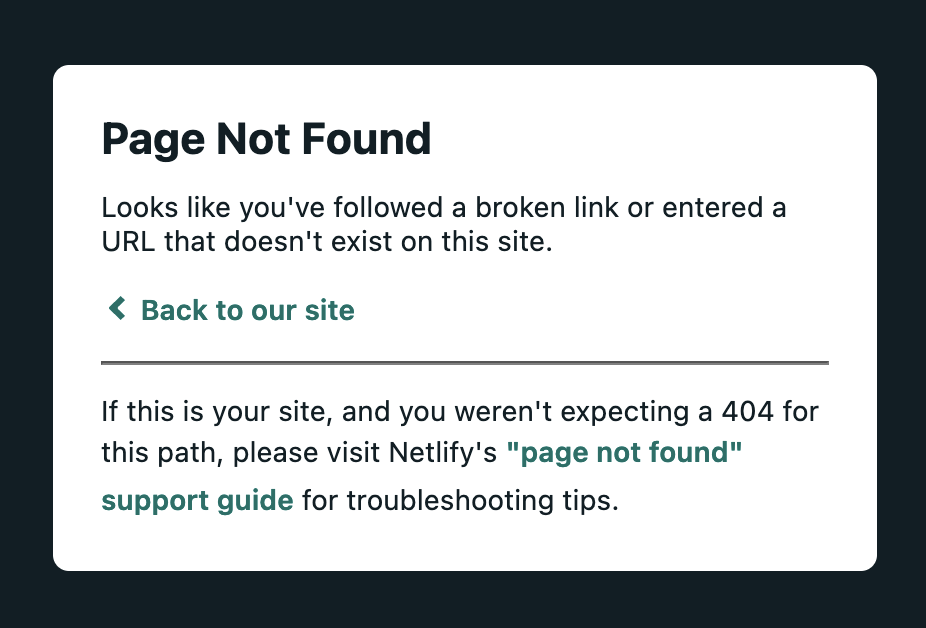 Page Not Found
Looks like you've followed a broken link or entered a
URL that doesn't exist on this site.
Back to our site
If this is your site, and you weren't expecting a 404 for
this path, please visit Netlify's "page not found"
support guide for troubleshooting tips.